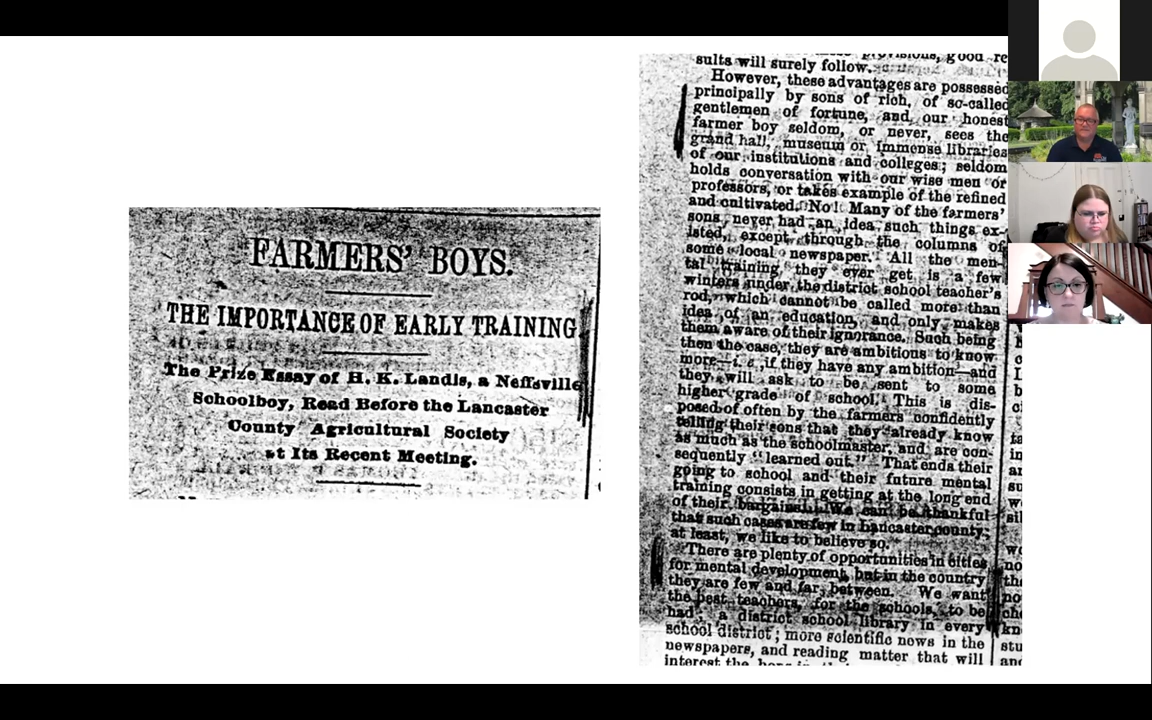 FARMERS' BOYS.
THE IMPORTANCE OF EARLY TRAINING
The Prize Essay of H. K. Landis, a Neffsville
Schoolboy, Read Before the Lancaster
County Agricultural Society
at Its Recent Meeting.
provisions, good re
sults will surely follow.
However, these advantages are possessed
principally by sons of rich, of so-called
gentlemen of fortune, and our honest
farmer boy seldom, or never, sees the
grand hall, museum or immense libraries
of our institutions and colleges; seldom
holds conversation with our wise men or
professors, or takes example of the refined
and cultivated. No! Many of the farmers'
sons never had an idea such things ex-
isted, except through the columns of
some local newspaper. All the men-
tal training they ever get is a few
winters under the district school teacher's
rod, which cannot be called more than
idea of an education, and only makes
them aware of their ignorance. Such being
then the case, they are ambitions to know
more—i. e., if they have any ambition—and
they will ask to be sent to some
higher grade of school. This is dis-
posed of often by the farmers confidently
telling their sons that they already know
as much as the schoolmaster, and are con-
sequently "learned out." That ends their
going to school and their future mental
training consists in getting at the long end
of their bargains. We can be thankful
that such cases are few in Lancaster county;
at least, we like to believe so.
There are plenty of opportunities in cities
for mental development, but in the country
they are few and far between. We want
the best teachers, for the schools, to be
had; a district school library in every
school district; more scientific news in the
newspapers, and reading matter that will
interest the